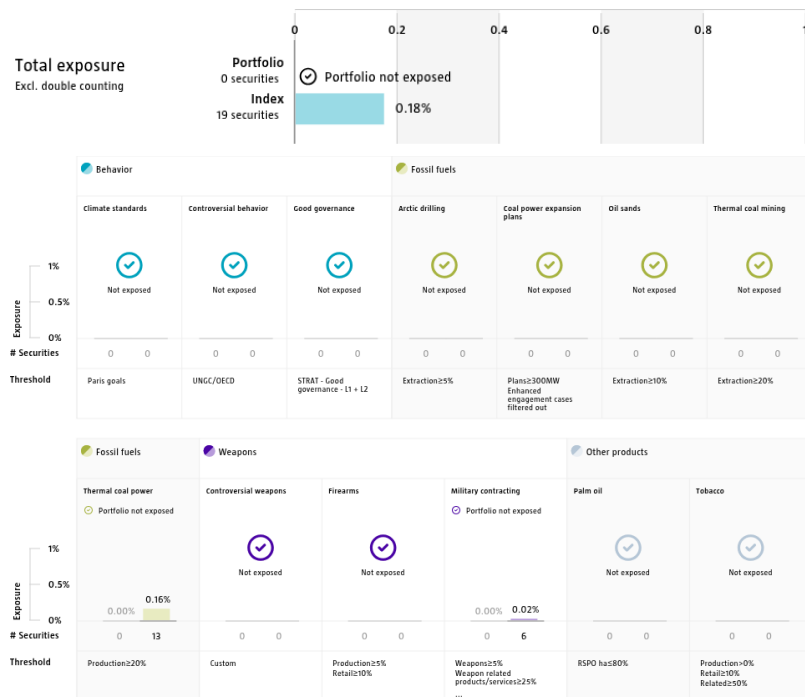 0 0.2 0.4 0.6 0.8 1
Total exposure
Excl. double counting
Portfolio
0 securities
Portfolio not exposed
Index
19 securities
0.18%
Behavior
Fossil fuels
Climate standards
Controversial behavior
Good governance
Arctic drilling
Coal power expansion
plans
Oil sands
Thermal coal mining
Exposure
1%
0.5%
0%
Not exposed
Not exposed
Not exposed
Not exposed
Not exposed
Not exposed
Not exposed
# Securities
0 0
0 0
0 0
0 0
0 0
0 0
0 0
Threshold
Paris goals
UNGC/OECD
STRAT - Good
governance - L1 + L2
Extraction≥5%
Plans≥300MW
Enhanced
engagement cases
filtered out
Extraction≥10%
Extraction≥20%
Fossil fuels
Weapons
Other products
Thermal coal power
Portfolio not exposed
Controversial weapons
Firearms
Military contracting
Portfolio not exposed
Palm oil
Tobacco
Exposure
1%
0.5%
0%
0.00% 0.16%
Not exposed
Not exposed
0.00% 0.02%
Not exposed
Not exposed
# Securities
0 13
0 0
0 0
0 6
0 0
0 0
Threshold
Production≥20%
Custom
Production≥5%
Retail≥10%
Weapons≥5%
Weapon related
products/services≥25%
RSPO ha≤80%
Production>0%
Retail≥10%
Related≥50%